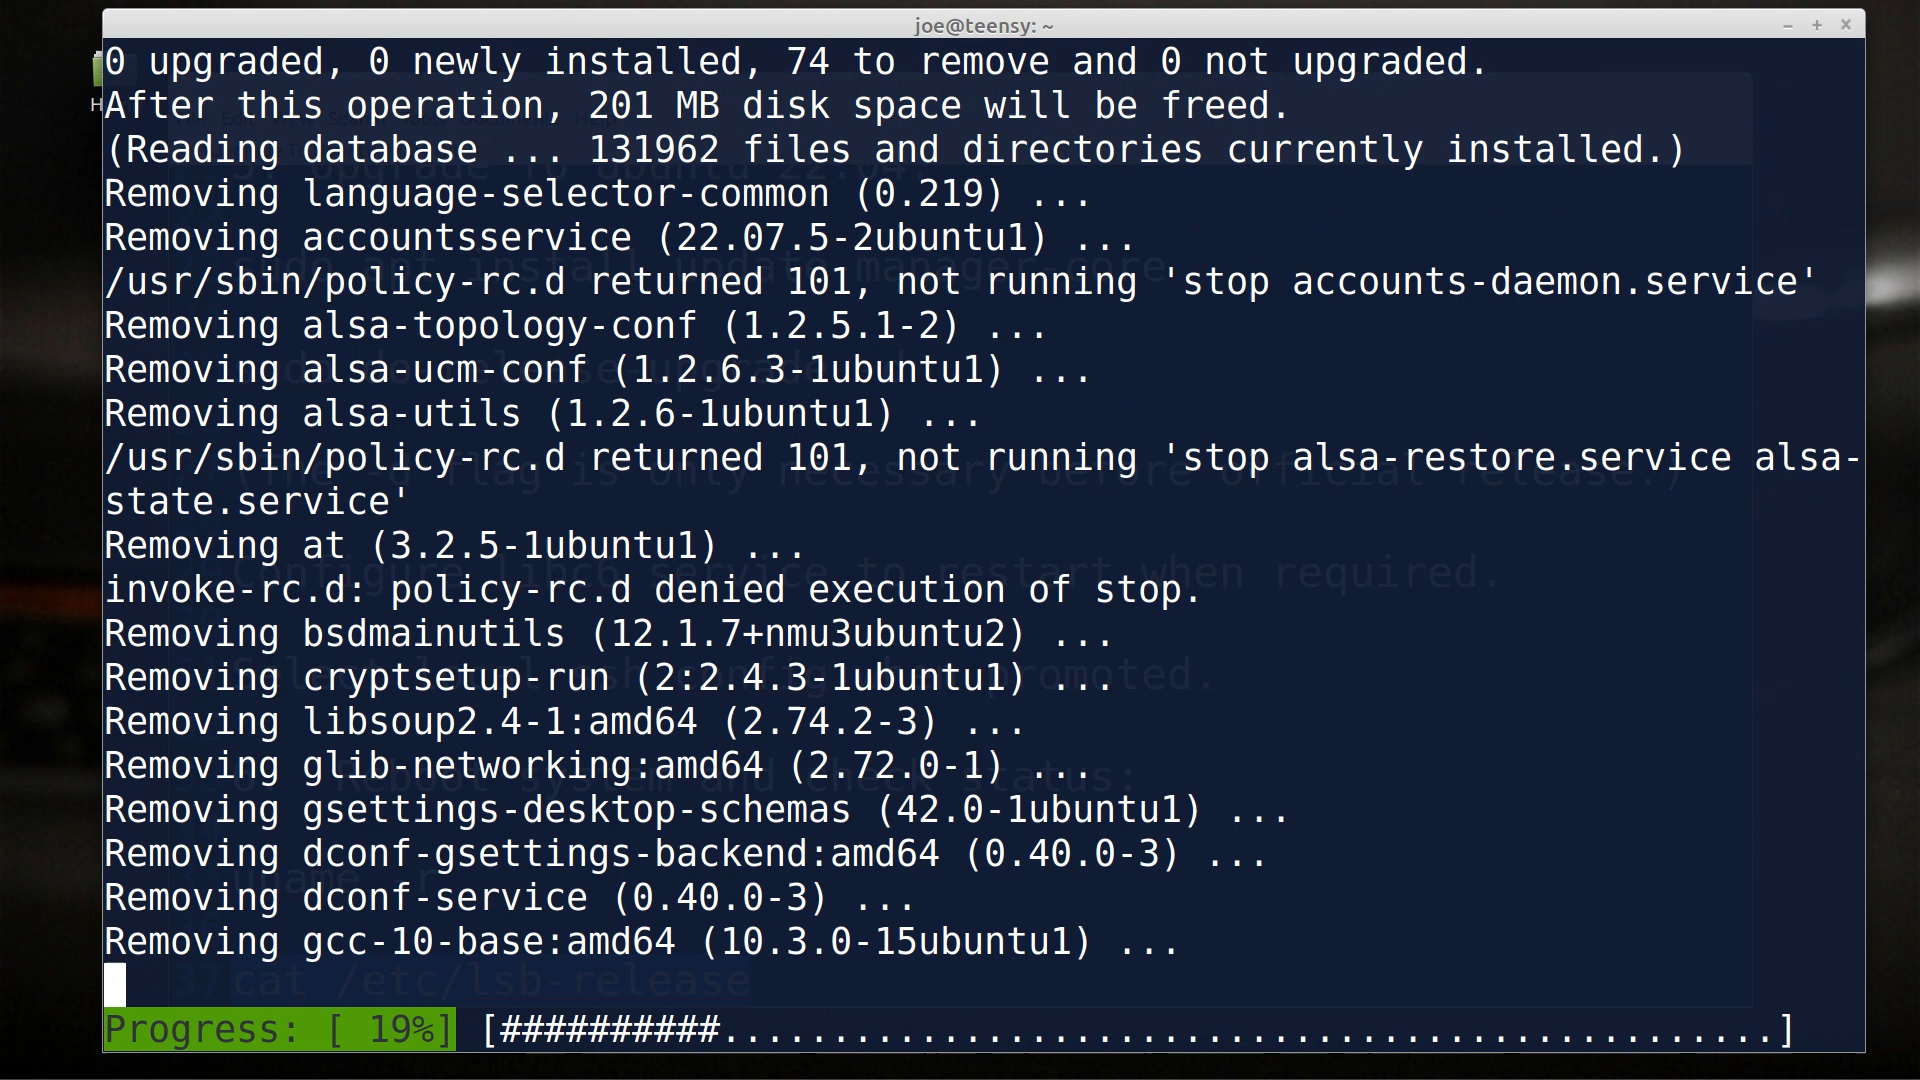 joe@teensy: ~
0 upgraded, 0 newly installed, 74 to remove and 0 not upgraded.
After this operation, 201 MB disk space will be freed.
(Reading database ... 131962 files and directories currently installed.)
Removing language-selector-common (0.219) ...
Removing accountsservice (22.07.5-2ubuntu1) ...
/usr/sbin/policy-rc.d returned 101, not running 'stop accounts-daemon.service'
Removing alsa-topology-conf (1.2.5.1-2) ...
Removing alsa-ucm-conf (1.2.6.3-1ubuntu1) ...
Removing alsa-utils (1.2.6-1ubuntu1) ...
/usr/sbin/policy-rc.d returned 101, not running 'stop alsa-restore.service alsa-
state.service'
Removing at (3.2.5-1ubuntu1) ...
invoke-rc.d: policy-rc.d denied execution of stop.
Removing bsdmainutils (12.1.7+nmu3ubuntu2) ...
Removing cryptsetup-run (2:2.4.3-1ubuntu1) ...
Removing libsoup2.4-1:amd64 (2.74.2-3) ...
Removing glib-networking:amd64 (2.72.0-1) ...
Removing gsettings-desktop-schemas (42.0-1ubuntu1) ...
Removing dconf-gsettings-backend:amd64 (0.40.0-3) ...
Removing dconf-service (0.40.0-3) ...
Removing gcc-10-base:amd64 (10.3.0-15ubuntu1) ...
37 cat /etc/lsb-release
Progress: [ 19%] [##########................................................]